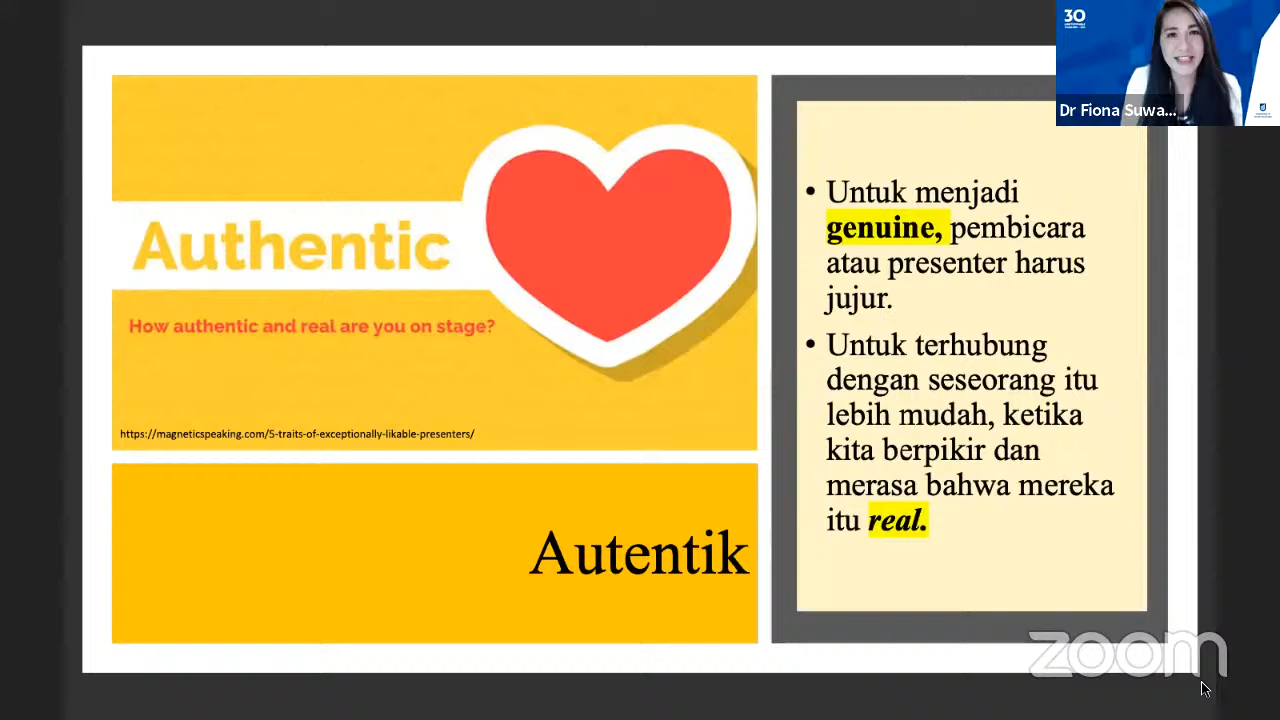 30
Dr Fiona Suwa...
Authentic
How authentic and real are you on stage?
https://magneticspeaking.com/5-traits-of-exceptionally-likable-presenters/
Autentik
• Untuk menjadi
genuine, pembicara
atau presenter harus
jujur.
• Untuk terhubung
dengan seseorang itu
lebih mudah, ketika
kita berpikir dan
merasa bahwa mereka
itu real.
zoom